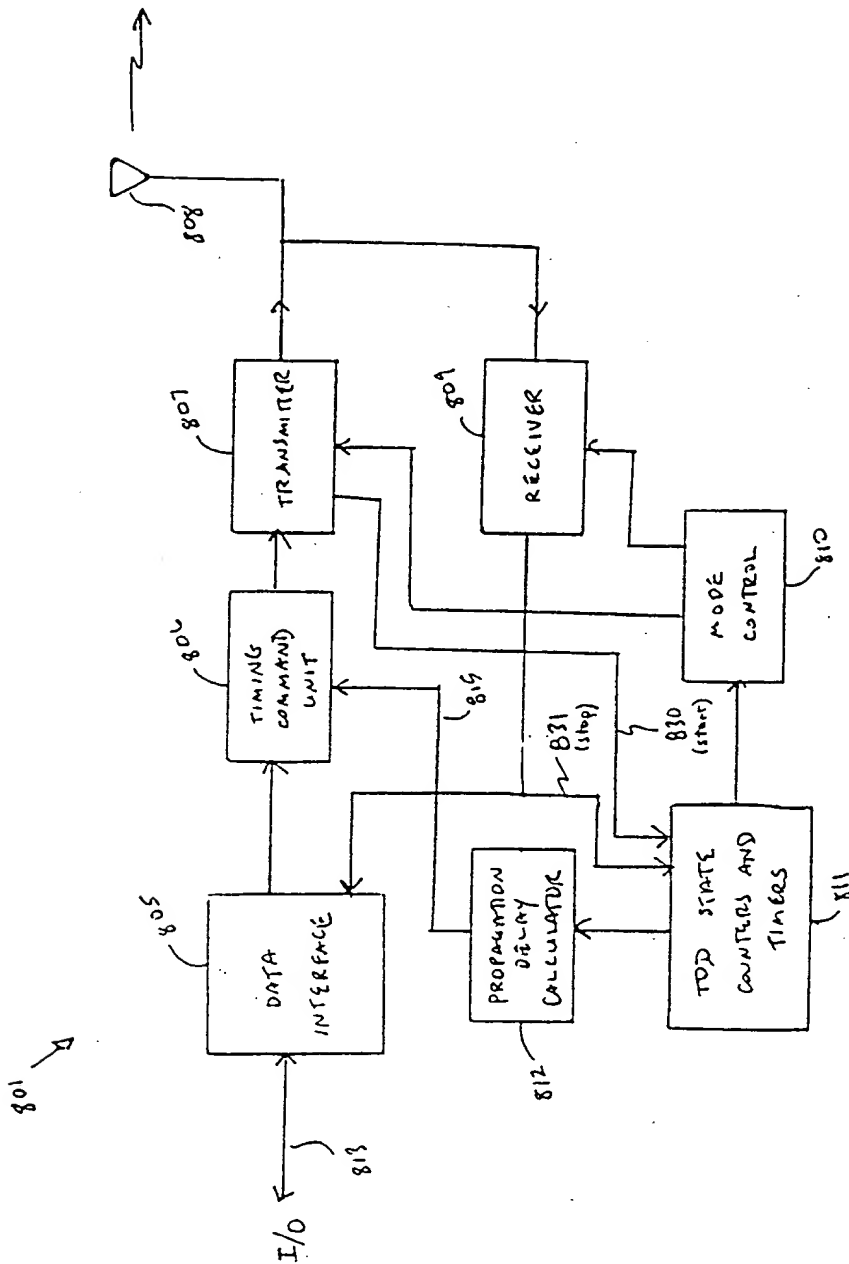 801
I/O
813
805
DATA
INTERFACE
806
TIMING
COMMAND
UNIT
807
TRANSMITTER
808
815
809
RECEIVER
831
(stop)
830
(start)
812
PROPAGATION
DELAY
CALCULATOR
811
TDD STATE
COUNTERS AND
TIMERS
810
MODE
CONTROL